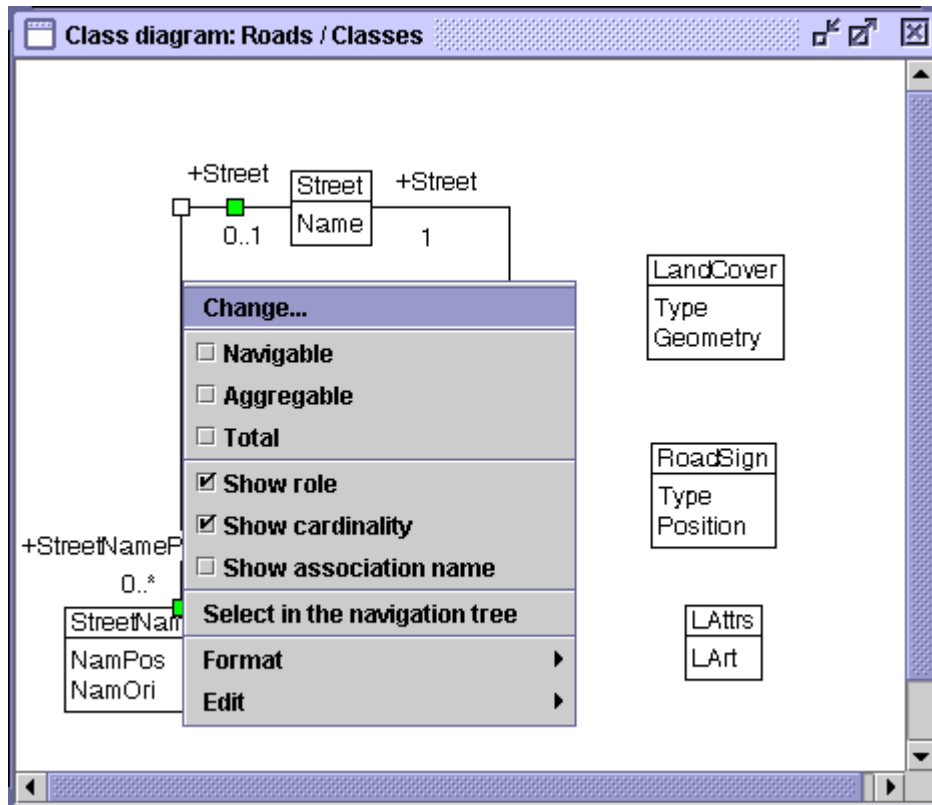 Class diagram: Roads / Classes
+Street
Street
+Street
Name
0..1
1
LandCover
Type
Geometry
Change...
Navigable
Aggregable
Total
Show role
Show cardinality
Show association name
Select in the navigation tree
Format
Edit
RoadSign
Type
Position
+StreetNameP
0..*
StreetNam
NamPos
NamOri
LAttrs
LArt